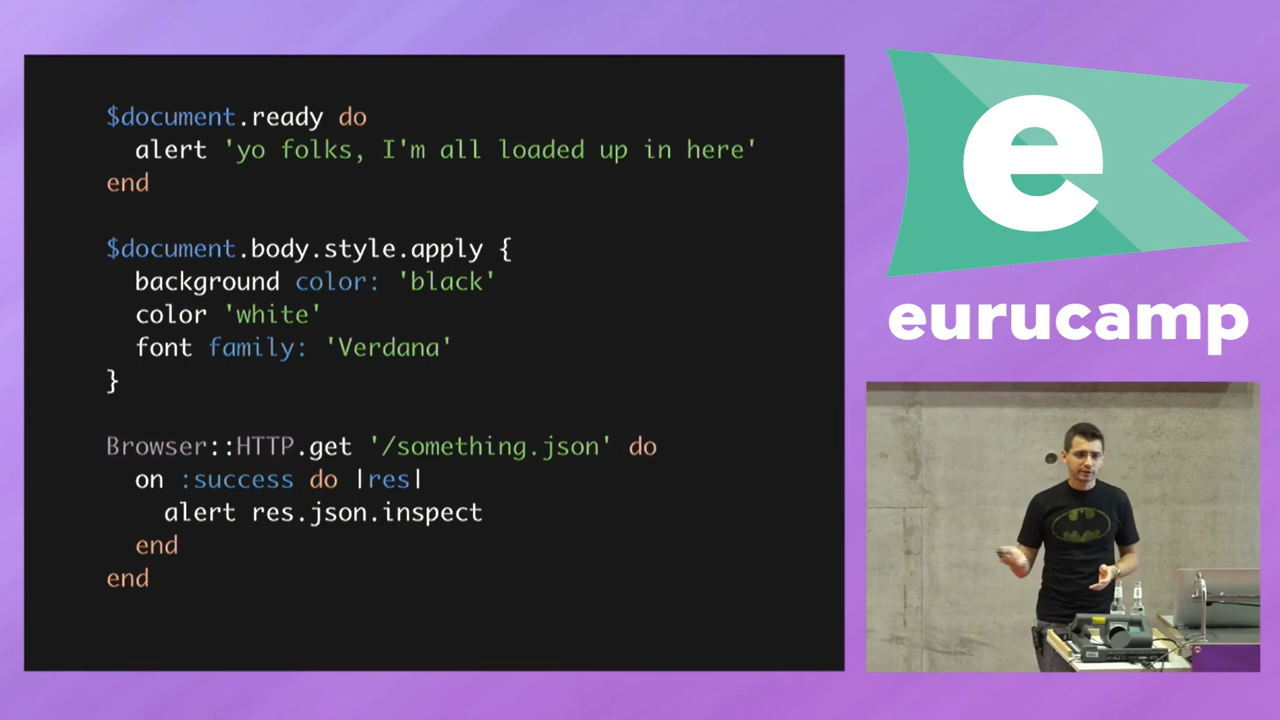 $document.ready do
  alert 'yo folks, I'm all loaded up in here'
end
$document.body.style.apply {
  background color: 'black'
  color 'white'
  font family: 'Verdana'
}
Browser::HTTP.get '/something.json' do
  on :success do |res|
    alert res.json.inspect
  end
end
e
eurucamp